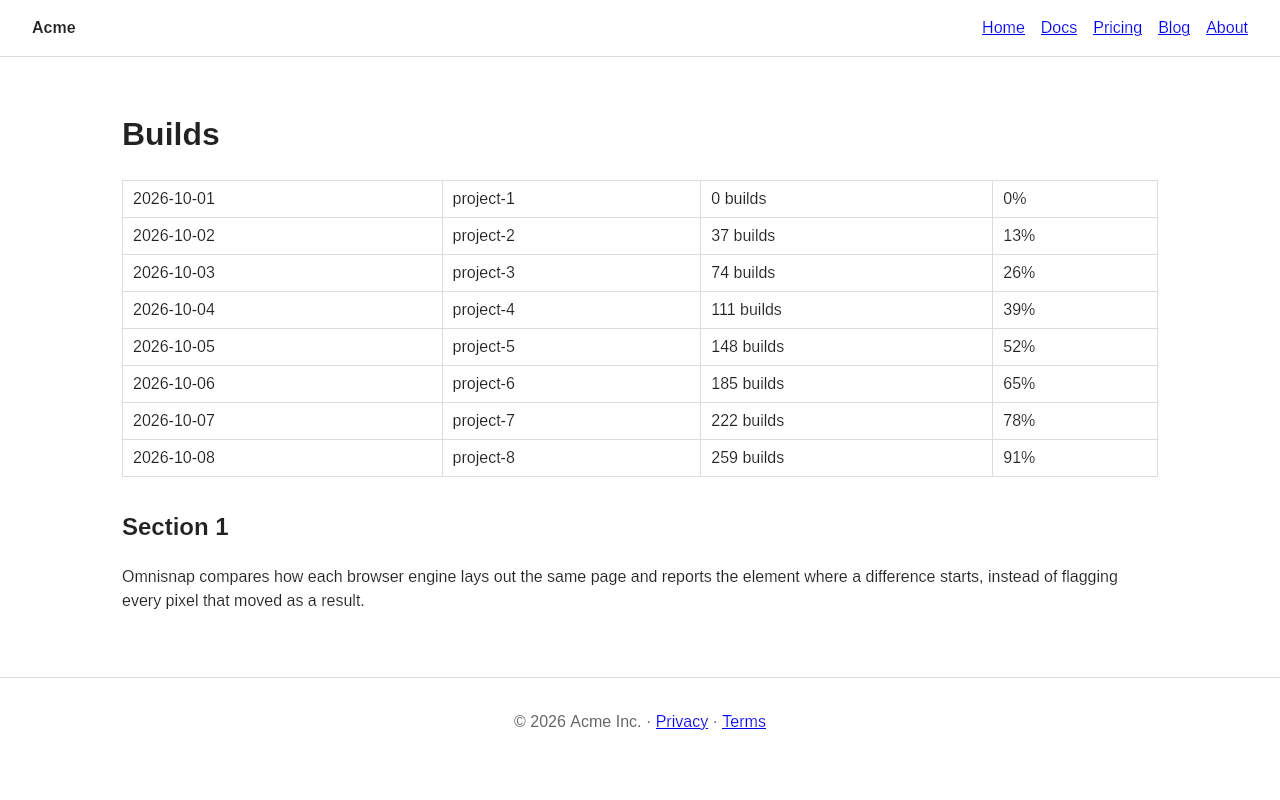 Acme
Home Docs Pricing Blog About
Builds
2026-10-01 project-1 0 builds 0%
2026-10-02 project-2 37 builds 13%
2026-10-03 project-3 74 builds 26%
2026-10-04 project-4 111 builds 39%
2026-10-05 project-5 148 builds 52%
2026-10-06 project-6 185 builds 65%
2026-10-07 project-7 222 builds 78%
2026-10-08 project-8 259 builds 91%
Section 1
Omnisnap compares how each browser engine lays out the same page and reports the element where a difference starts, instead of flagging
every pixel that moved as a result.
© 2026 Acme Inc. · Privacy · Terms